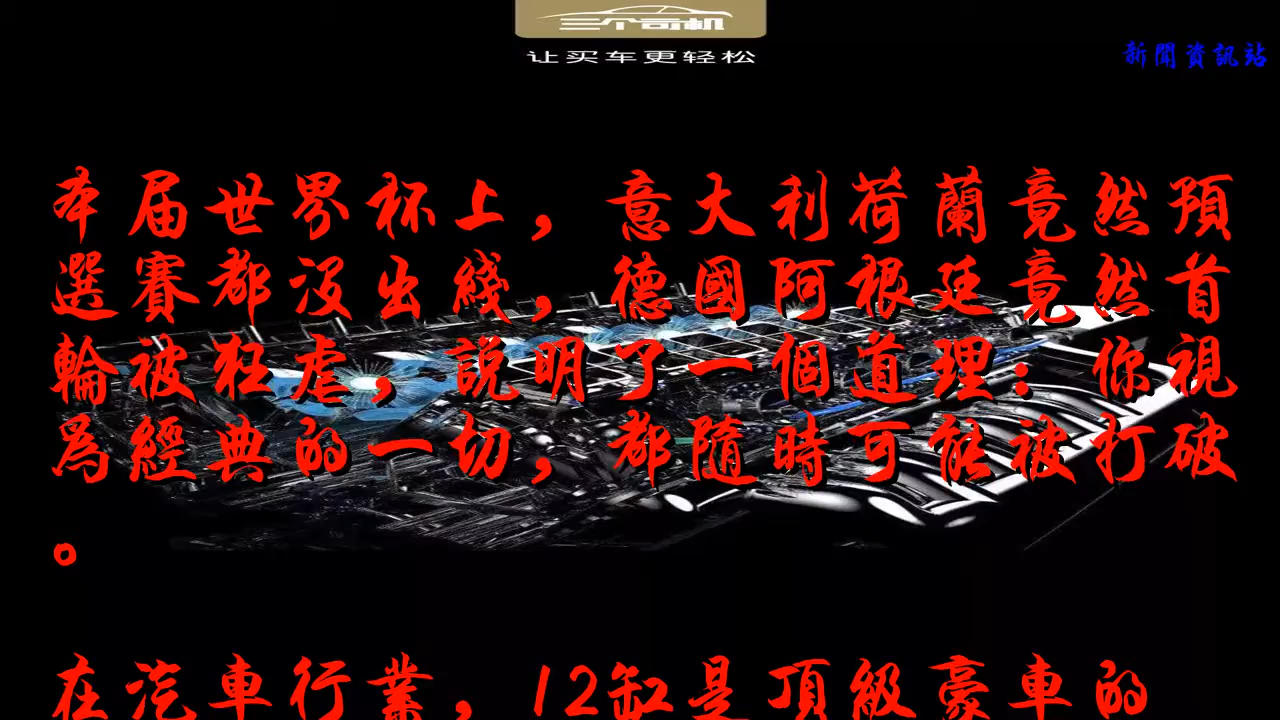 三个司机
让买车更轻松
新聞資訊站
本届世界杯上，意大利荷蘭竟然預
選賽都沒出綫，德國阿根廷竟然首
輪被狂虐，説明了一個道理：你視
爲經典的一切，都隨時可能被打破
。
在汽車行業，12缸是頂級豪車的